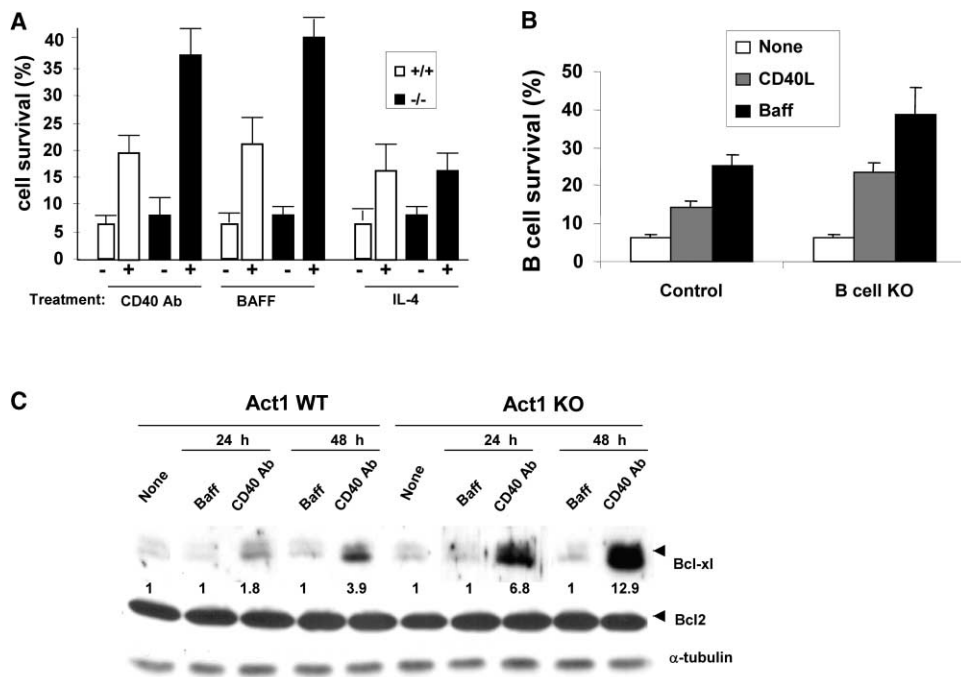 A
cell survival (%)
45
40
35
30
25
20
15
10
5
0
+/+
-/-
- + - + - + - + - + - +
Treatment: CD40 Ab BAFF IL-4
B
None
CD40L
Baff
B cell survival (%)
50
40
30
20
10
0
Control B cell KO
C
Act1 WT Act1 KO
24 h 48 h 24 h 48 h
None Baff CD40 Ab Baff CD40 Ab None Baff CD40 Ab Baff CD40 Ab
Bcl-xl
1 1 1.8 1 3.9 1 1 6.8 1 12.9
Bcl2
α-tubulin